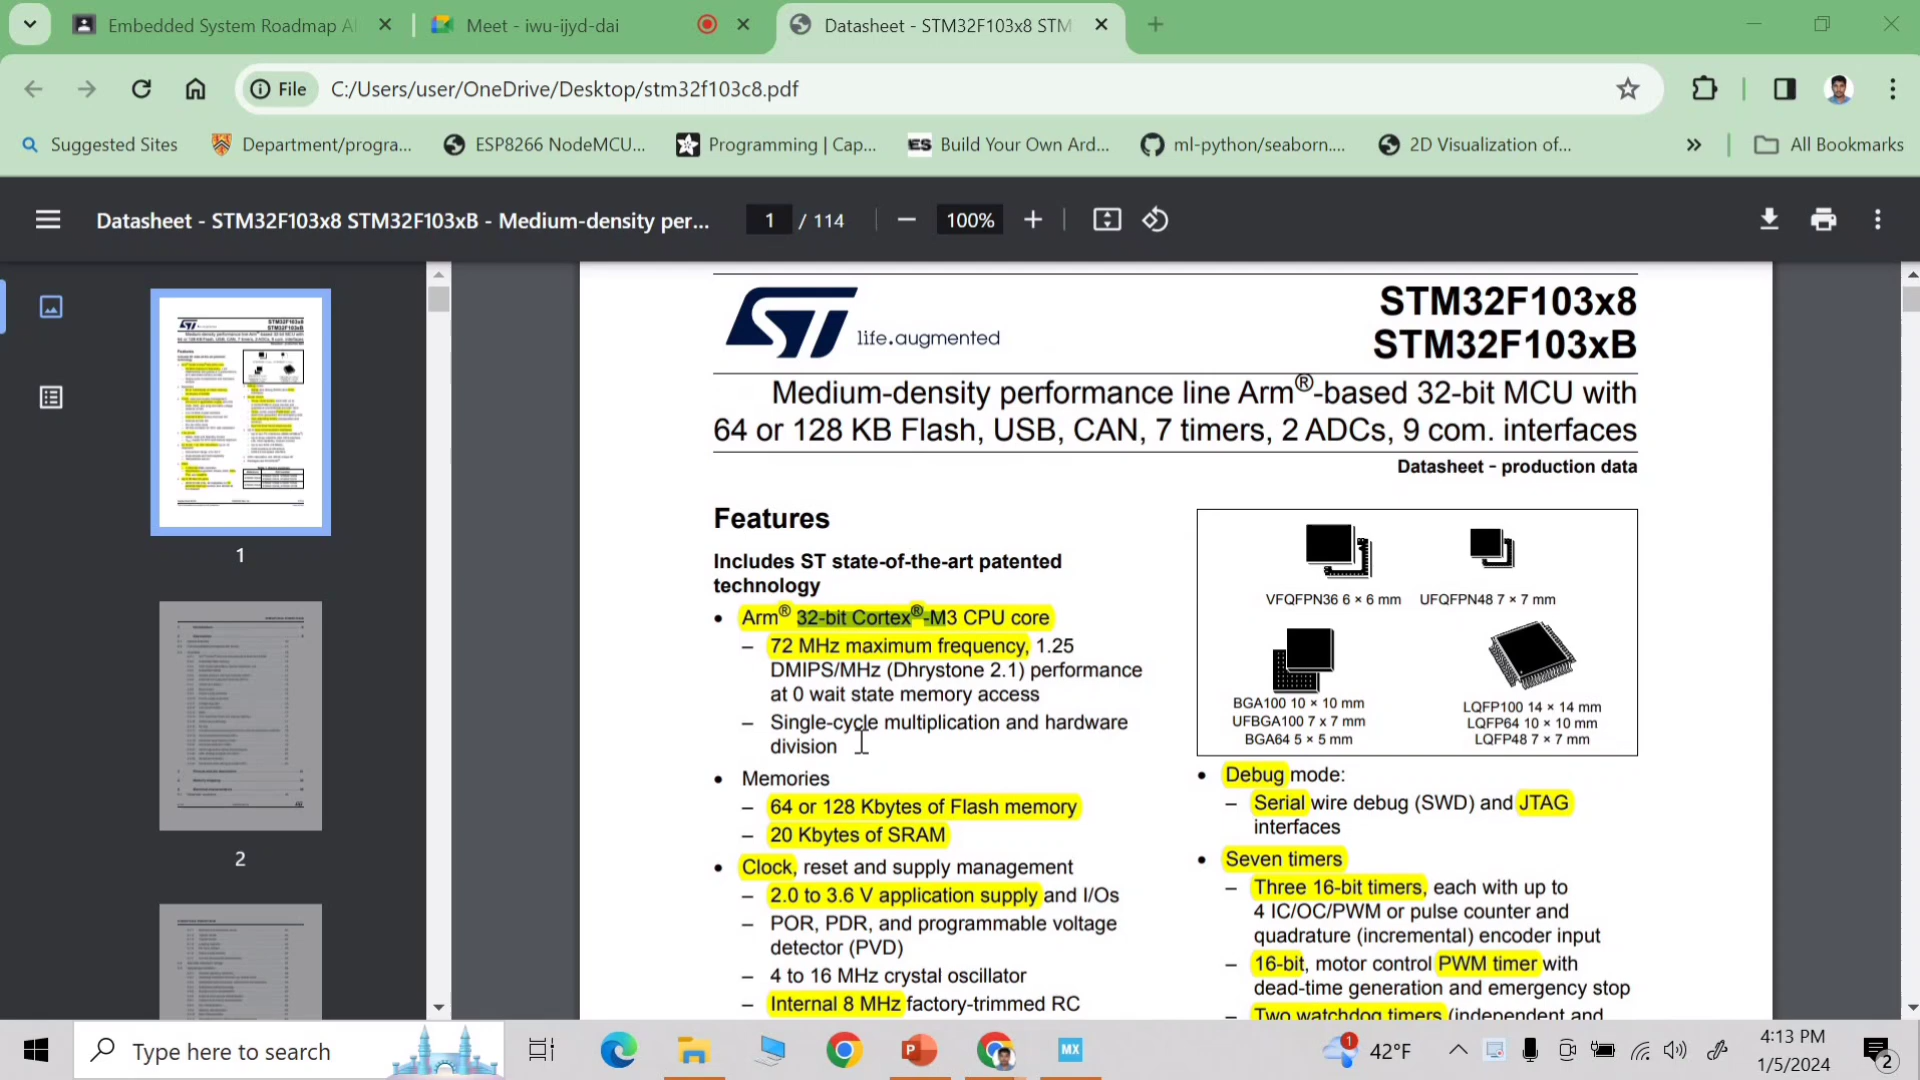 Embedded System Roadmap Al
Meet - iwu-ijyd-dai
Datasheet - STM32F103x8 STM
File
C:/Users/user/OneDrive/Desktop/stm32f103c8.pdf
Suggested Sites
Department/progra...
ESP8266 NodeMCU...
Programming | Cap...
ES
Build Your Own Ard...
ml-python/seaborn....
2D Visualization of...
»
All Bookmarks
Datasheet - STM32F103x8 STM32F103xB - Medium-density per...
1 / 114
100%
1
2
ST life.augmented
STM32F103x8
STM32F103xB
Medium-density performance line Arm®-based 32-bit MCU with
64 or 128 KB Flash, USB, CAN, 7 timers, 2 ADCs, 9 com. interfaces
Datasheet - production data
Features
Includes ST state-of-the-art patented
technology
• Arm® 32-bit Cortex®-M3 CPU core
– 72 MHz maximum frequency, 1.25
DMIPS/MHz (Dhrystone 2.1) performance
at 0 wait state memory access
– Single-cycle multiplication and hardware
division
• Memories
– 64 or 128 Kbytes of Flash memory
– 20 Kbytes of SRAM
• Clock, reset and supply management
– 2.0 to 3.6 V application supply and I/Os
– POR, PDR, and programmable voltage
detector (PVD)
– 4 to 16 MHz crystal oscillator
– Internal 8 MHz factory-trimmed RC
VFQFPN36 6 × 6 mm
UFQFPN48 7 × 7 mm
BGA100 10 × 10 mm
UFBGA100 7 x 7 mm
BGA64 5 × 5 mm
LQFP100 14 × 14 mm
LQFP64 10 × 10 mm
LQFP48 7 × 7 mm
• Debug mode:
– Serial wire debug (SWD) and JTAG
interfaces
• Seven timers
– Three 16-bit timers, each with up to
4 IC/OC/PWM or pulse counter and
quadrature (incremental) encoder input
– 16-bit, motor control PWM timer with
dead-time generation and emergency stop
– Two watchdog timers (independent and
Type here to search
P
MX
1
42°F
4:13 PM
1/5/2024
2